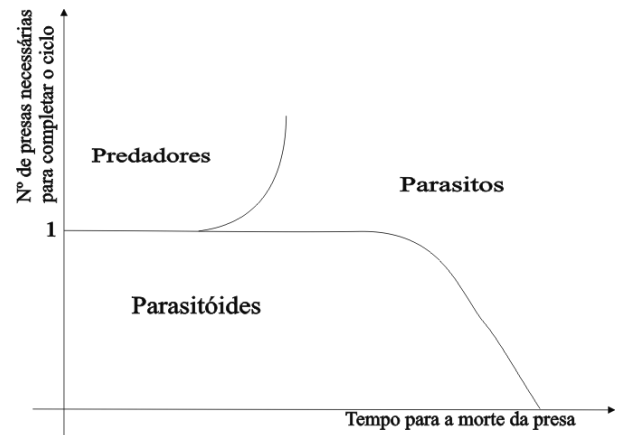 Nº de presas necessárias
para completar o ciclo
Predadores
Parasitos
1
Parasitóides
Tempo para a morte da presa